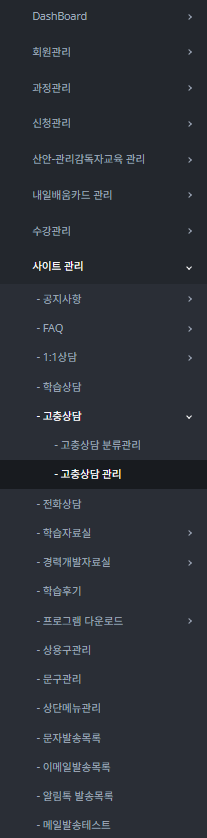 DashBoard
회원관리
과정관리
신청관리
산안-관리감독자교육 관리
내일배움카드 관리
수강관리
사이트 관리
- 공지사항
- FAQ
- 1:1상담
- 학습상담
- 고충상담
- 고충상담 분류관리
- 고충상담 관리
- 전화상담
- 학습자료실
- 경력개발자료실
- 학습후기
- 프로그램 다운로드
- 상용구관리
- 문구관리
- 상단메뉴관리
- 문자발송목록
- 이메일발송목록
- 알림톡 발송목록
- 메일발송테스트